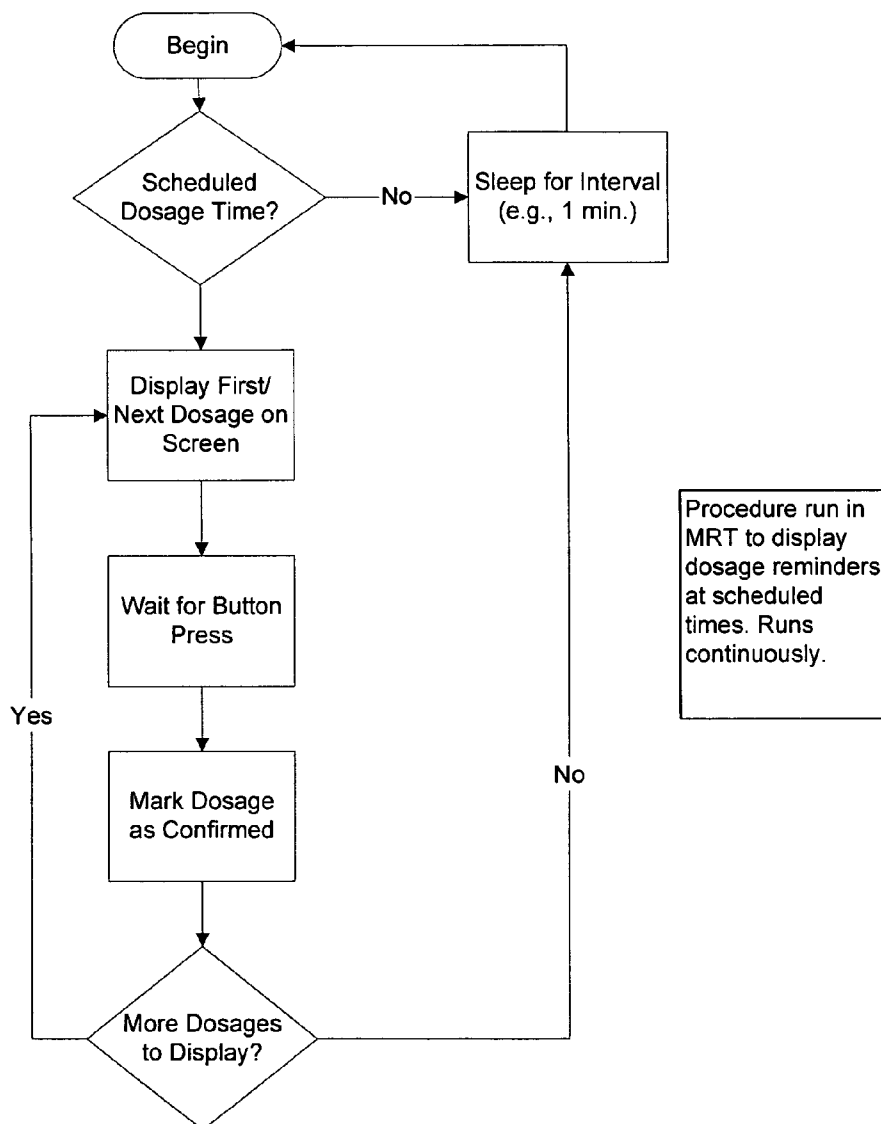 Begin
Scheduled
Dosage Time?
No
Sleep for Interval
(e.g., 1 min.)
Display First/
Next Dosage on
Screen
Wait for Button
Press
Yes
Mark Dosage
as Confirmed
No
More Dosages
to Display?
Procedure run in
MRT to display
dosage reminders
at scheduled
times. Runs
continuously.